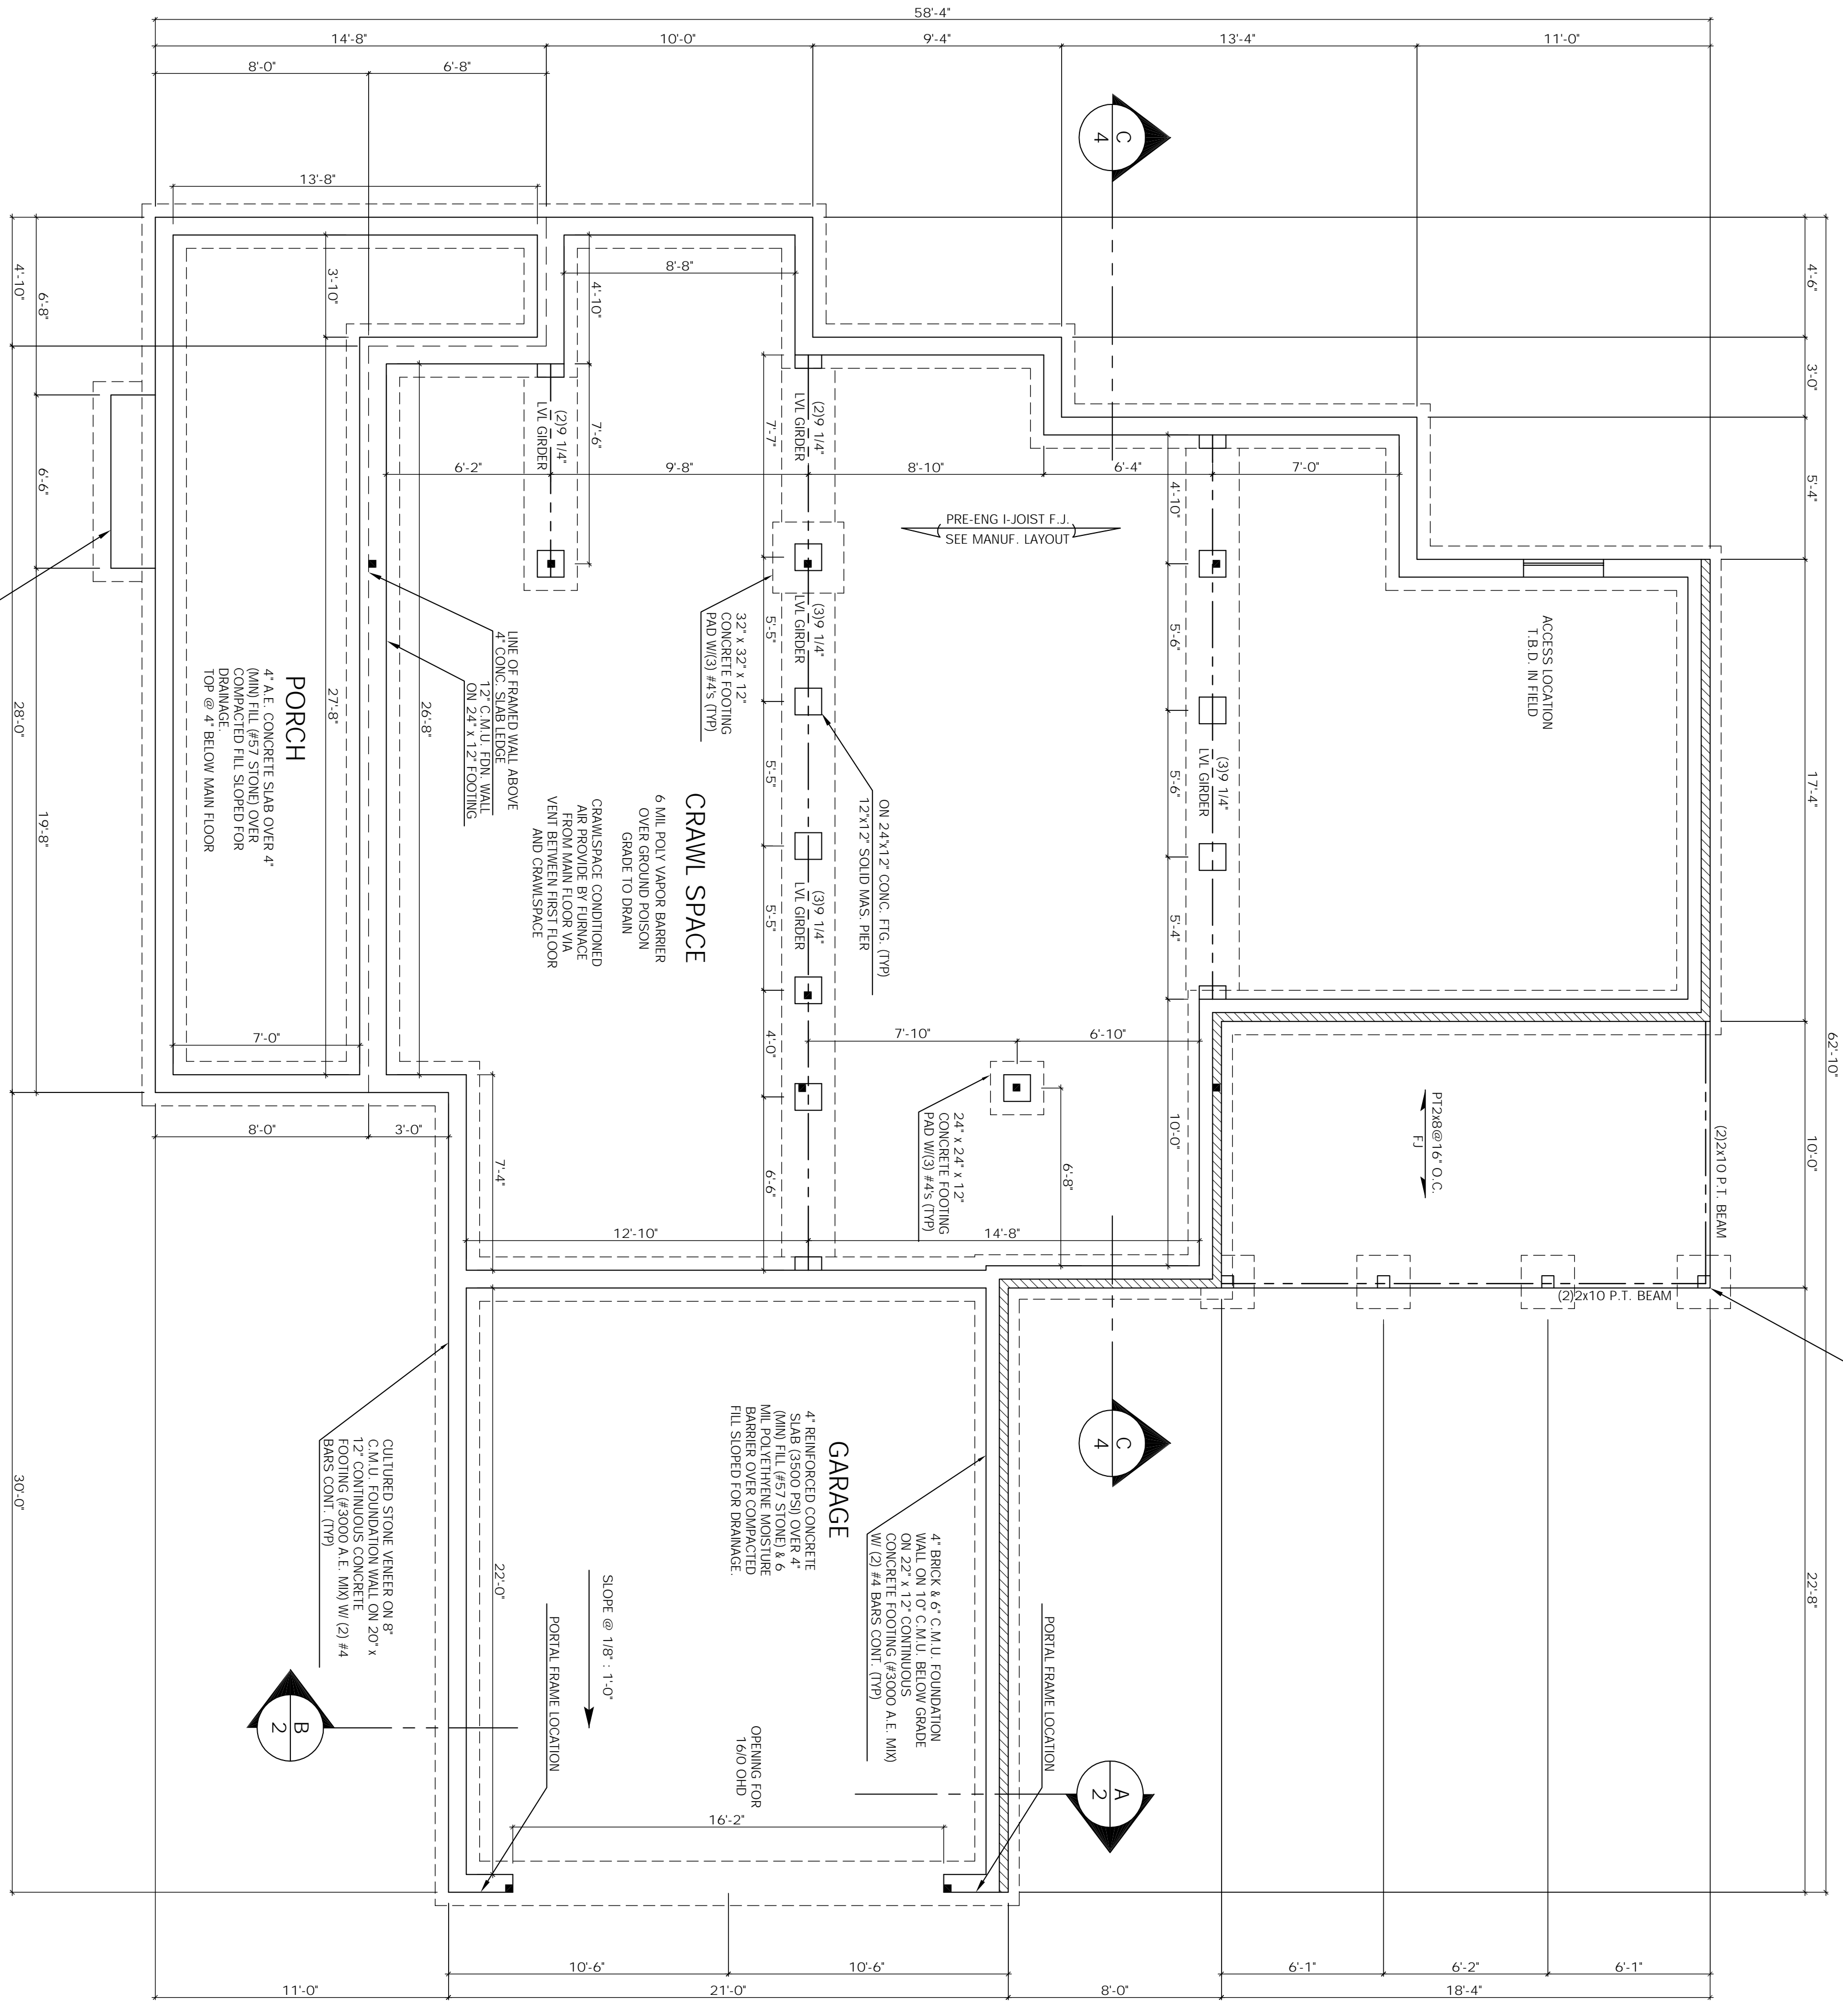 58'-4"
14'-8"
10'-0"
9'-4"
13'-4"
11'-0"
8'-0"
6'-8"
C
4
13'-8"
4'-10"
6'-8"
6'-6"
28'-0"
19'-8"
30'-0"
3'-10"
27'-8"
7'-0"
8'-8"
4'-10"
7'-6"
(2)9 1/4"
LVL GIRDER
6'-2"
9'-8"
8'-10"
6'-4"
7'-0"
26'-8"
LINE OF FRAMED WALL ABOVE
4" CONC. SLAB LEDGE
12" C.M.U. FDN. WALL
ON 24" x 12" FOOTING
PORCH
4" A.E. CONCRETE SLAB OVER 4"
(MIN) FILL (#57 STONE) OVER
COMPACTED FILL SLOPED FOR
DRAINAGE.
TOP @ 4" BELOW MAIN FLOOR
7'-7"
(2)9 1/4"
LVL GIRDER
5'-5"
(3)9 1/4"
LVL GIRDER
5'-5"
5'-5"
(3)9 1/4"
LVL GIRDER
4'-0"
6'-6"
32" x 32" x 12"
CONCRETE FOOTING
PAD W/(3) #4's (TYP)
PRE-ENG I-JOIST F.J.
SEE MANUF. LAYOUT
ON 24"x12" CONC. FTG. (TYP)
12"x12" SOLID MAS. PIER
CRAWL SPACE
6 MIL POLY VAPOR BARRIER
OVER GROUND POISON
GRADE TO DRAIN
CRAWLSPACE CONDITIONED
AIR PROVIDE BY FURNACE
FROM MAIN FLOOR VIA
VENT BETWEEN FIRST FLOOR
AND CRAWLSPACE
4'-10"
5'-6"
5'-6"
(3)9 1/4"
LVL GIRDER
5'-4"
10'-0"
ACCESS LOCATION
T.B.D. IN FIELD
4'-6"
3'-0"
5'-4"
17'-4"
10'-0"
22'-8"
62'-10"
7'-10"
6'-10"
6'-8"
24" x 24" x 12"
CONCRETE FOOTING
PAD W/(3) #4's (TYP)
PT2x8@16" O.C.
FJ
(2)2x10 P.T. BEAM
(2)2x10 P.T. BEAM
8'-0"
3'-0"
7'-4"
12'-10"
14'-8"
C
4
CULTURED STONE VENEER ON 8"
C.M.U. FOUNDATION WALL ON 20" x
12" CONTINUOUS CONCRETE
FOOTING (#3000 A.E. MIX) W/ (2) #4
BARS CONT. (TYP)
22'-0"
SLOPE @ 1/8" : 1'-0"
GARAGE
4" REINFORCED CONCRETE
SLAB (3500 PSI) OVER 4"
(MIN) FILL (#57 STONE) & 6
MIL POLYETHYENE MOISTURE
BARRIER OVER COMPACTED
FILL SLOPED FOR DRAINAGE.
4" BRICK & 6" C.M.U. FOUNDATION
WALL ON 10" C.M.U. BELOW GRADE
ON 22" x 12" CONTINUOUS
CONCRETE FOOTING (#3000 A.E. MIX)
W/ (2) #4 BARS CONT. (TYP)
PORTAL FRAME LOCATION
PORTAL FRAME LOCATION
OPENING FOR
16/0 OHD
B
2
A
2
16'-2"
10'-6"
10'-6"
6'-1"
6'-2"
6'-1"
11'-0"
21'-0"
8'-0"
18'-4"